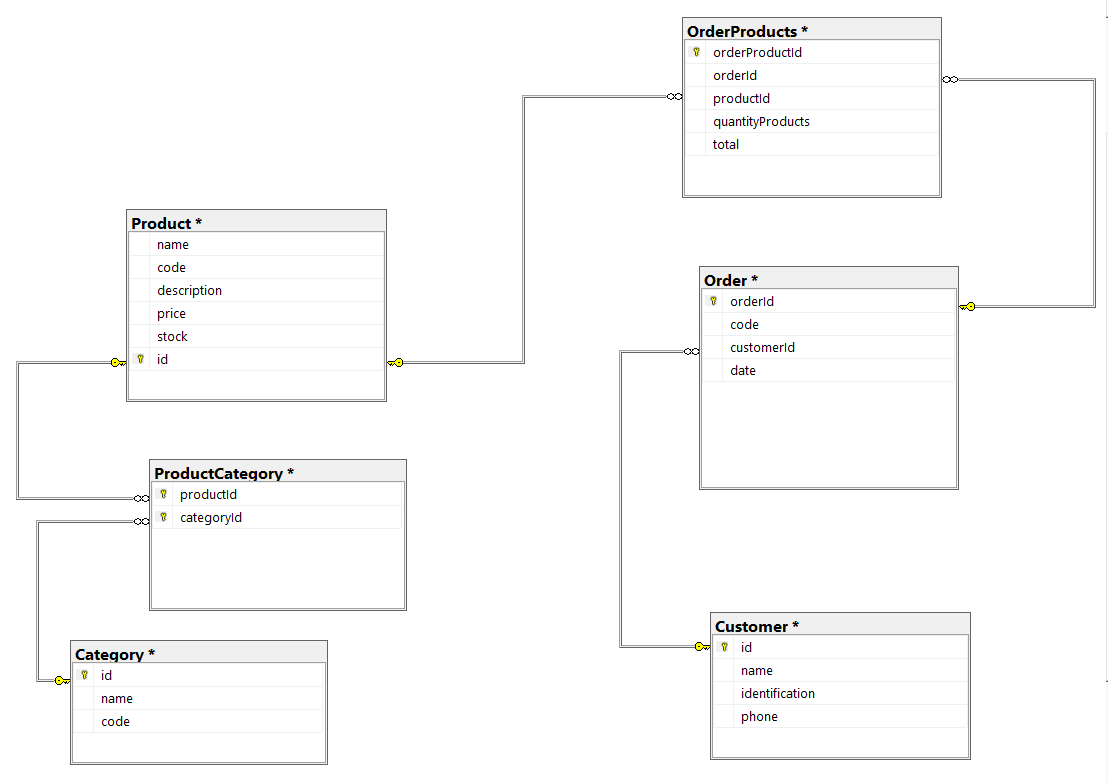 OrderProducts *
orderProductId
orderId
productId
quantityProducts
total
Product *
name
code
description
price
stock
id
Order *
orderId
code
customerId
date
ProductCategory *
productId
categoryId
Category *
id
name
code
Customer *
id
name
identification
phone